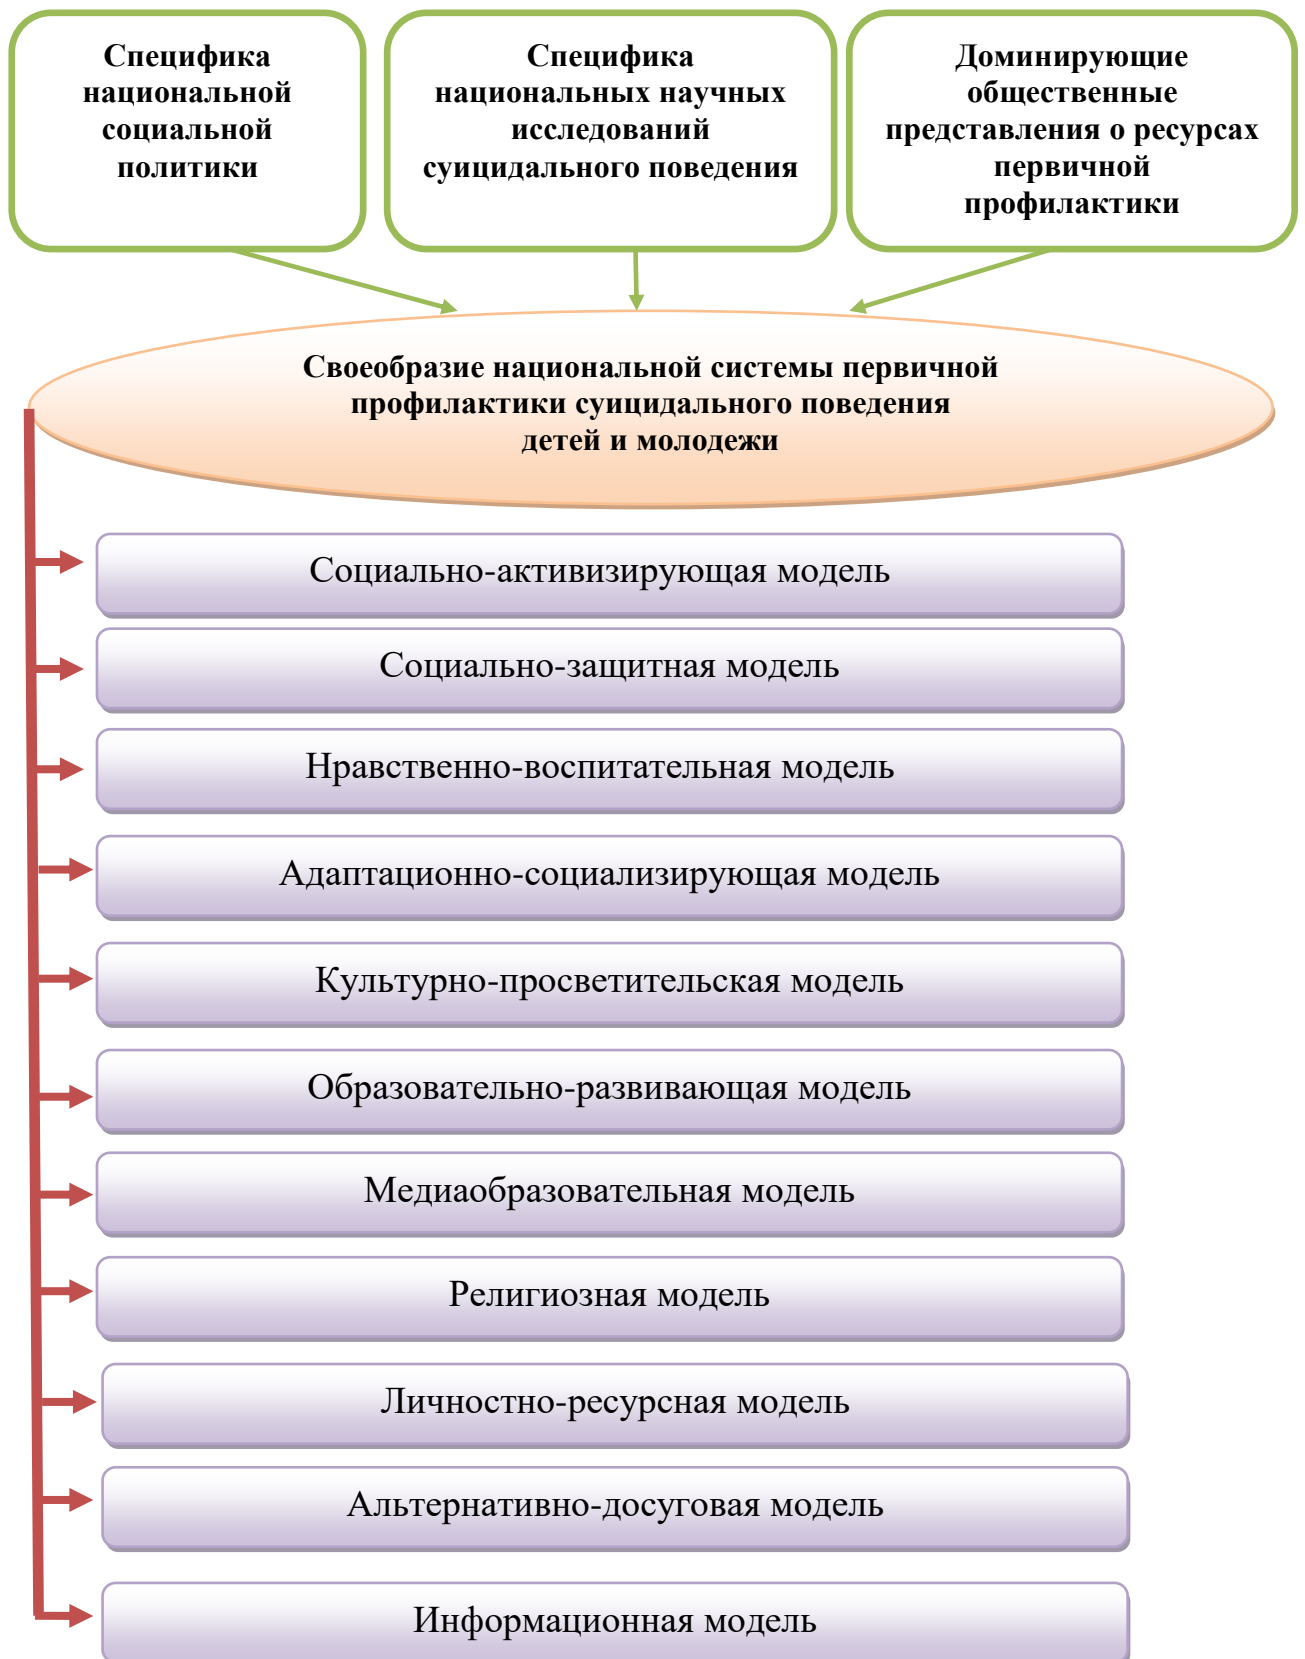 Специфика
национальной
социальной
политики
Специфика
национальных научных
исследований
суицидального поведения
Доминирующие
общественные
представления о ресурсах
первичной
профилактики
Своеобразие национальной системы первичной
профилактики суицидального поведения
детей и молодежи
Социально-активизирующая модель
Социально-защитная модель
Нравственно-воспитательная модель
Адаптационно-социализирующая модель
Культурно-просветительская модель
Образовательно-развивающая модель
Медиаобразовательная модель
Религиозная модель
Личностно-ресурсная модель
Альтернативно-досуговая модель
Информационная модель